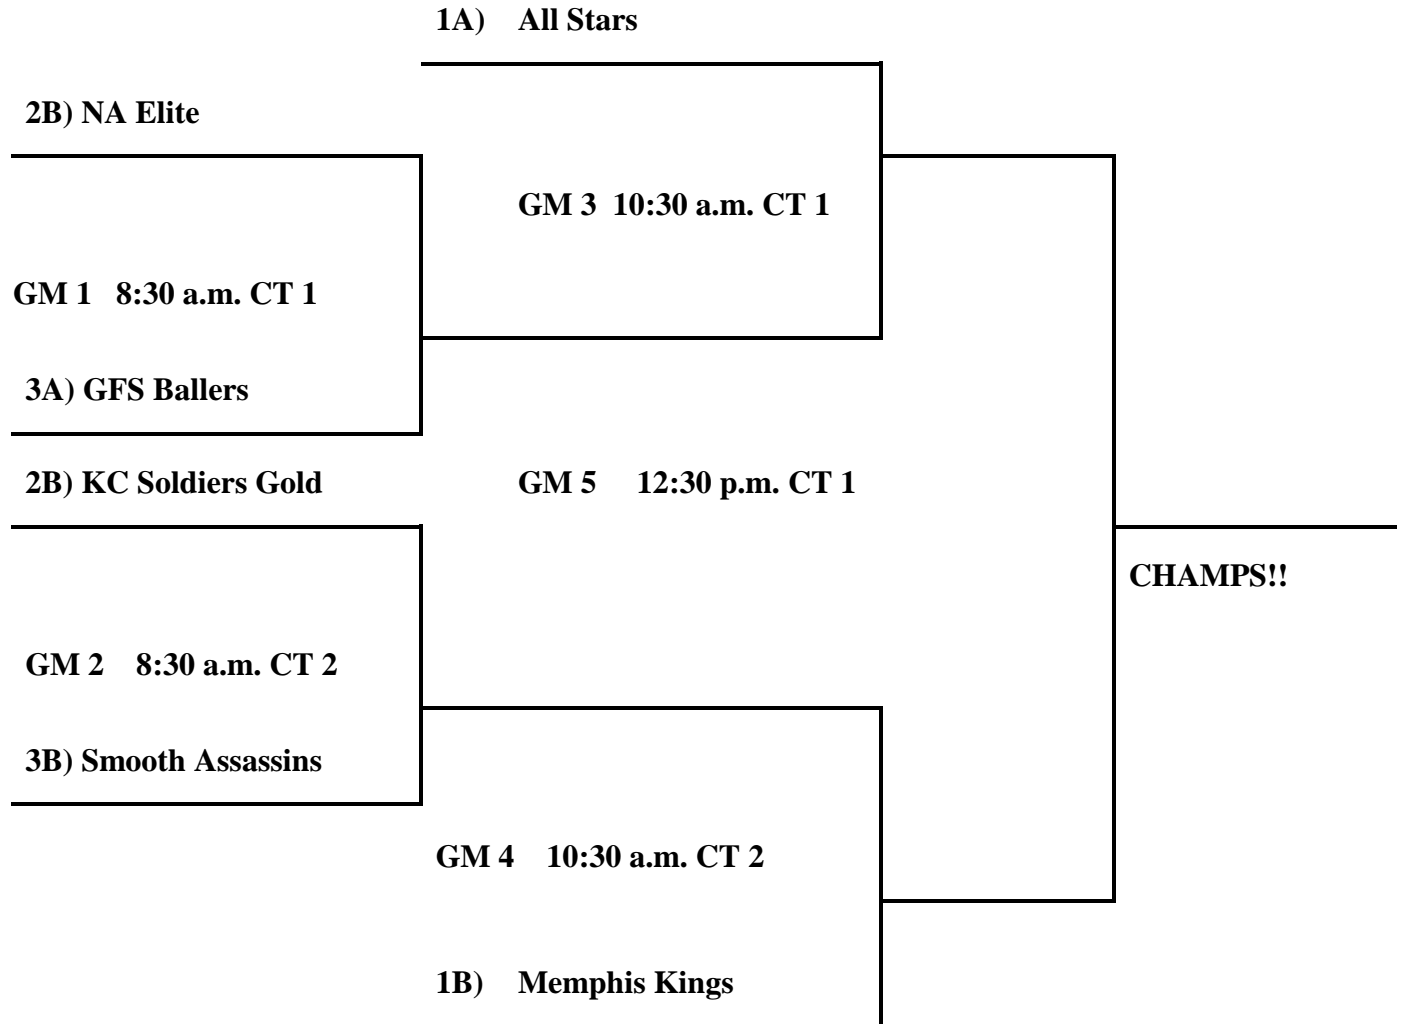 1A) All Stars
2B) NA Elite
GM 3 10:30 a.m. CT 1
GM 1 8:30 a.m. CT 1
3A) GFS Ballers
2B) KC Soldiers Gold
GM 5 12:30 p.m. CT 1
CHAMPS!!
GM 2 8:30 a.m. CT 2
3B) Smooth Assassins
GM 4 10:30 a.m. CT 2
1B) Memphis Kings